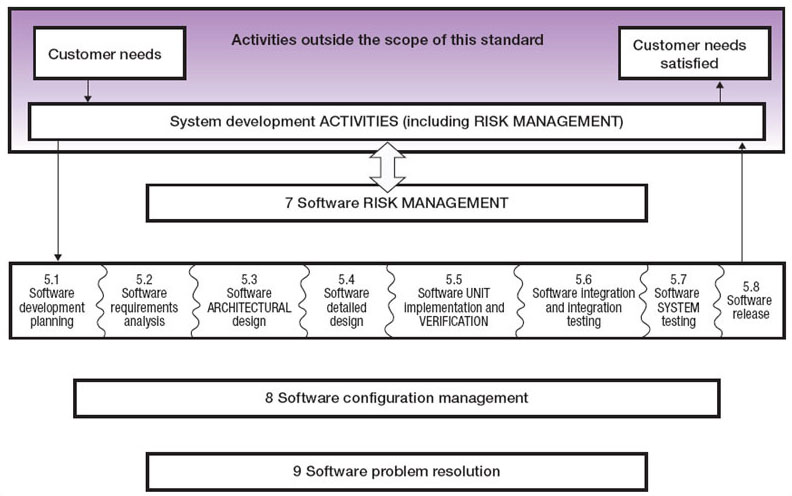 Activities outside the scope of this standard
Customer needs
Customer needs
satisfied
System development ACTIVITIES (including RISK MANAGEMENT)
7 Software RISK MANAGEMENT
5.1
Software
development
planning
5.2
Software
requirements
analysis
5.3
Software
ARCHITECTURAL
design
5.4
Software
detailed
design
5.5
Software UNIT
implementation and
VERIFICATION
5.6
Software integration
and integration
testing
5.7
Software
SYSTEM
testing
5.8
Software
release
8 Software configuration management
9 Software problem resolution